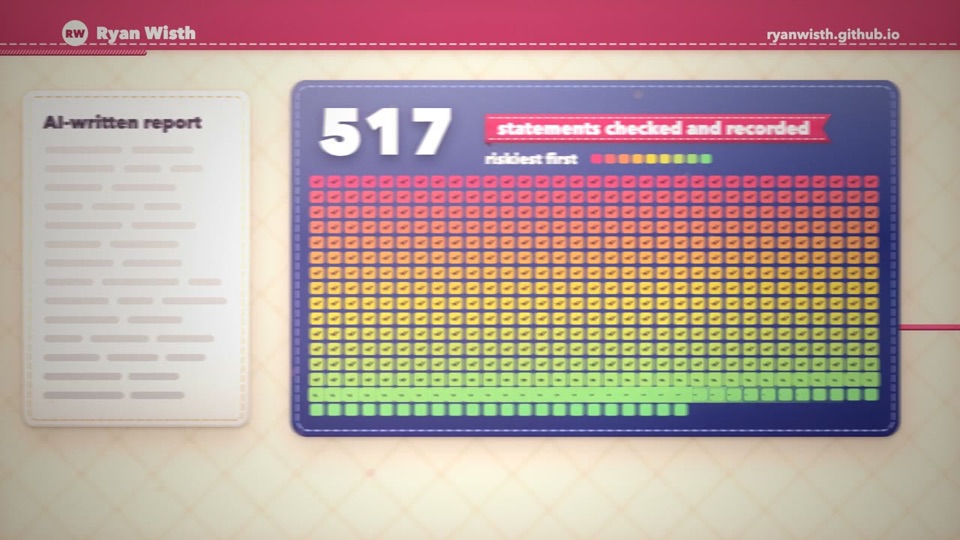 RW Ryan Wisth
ryanwisth.github.io
AI-written report
517
statements checked and recorded
riskiest first